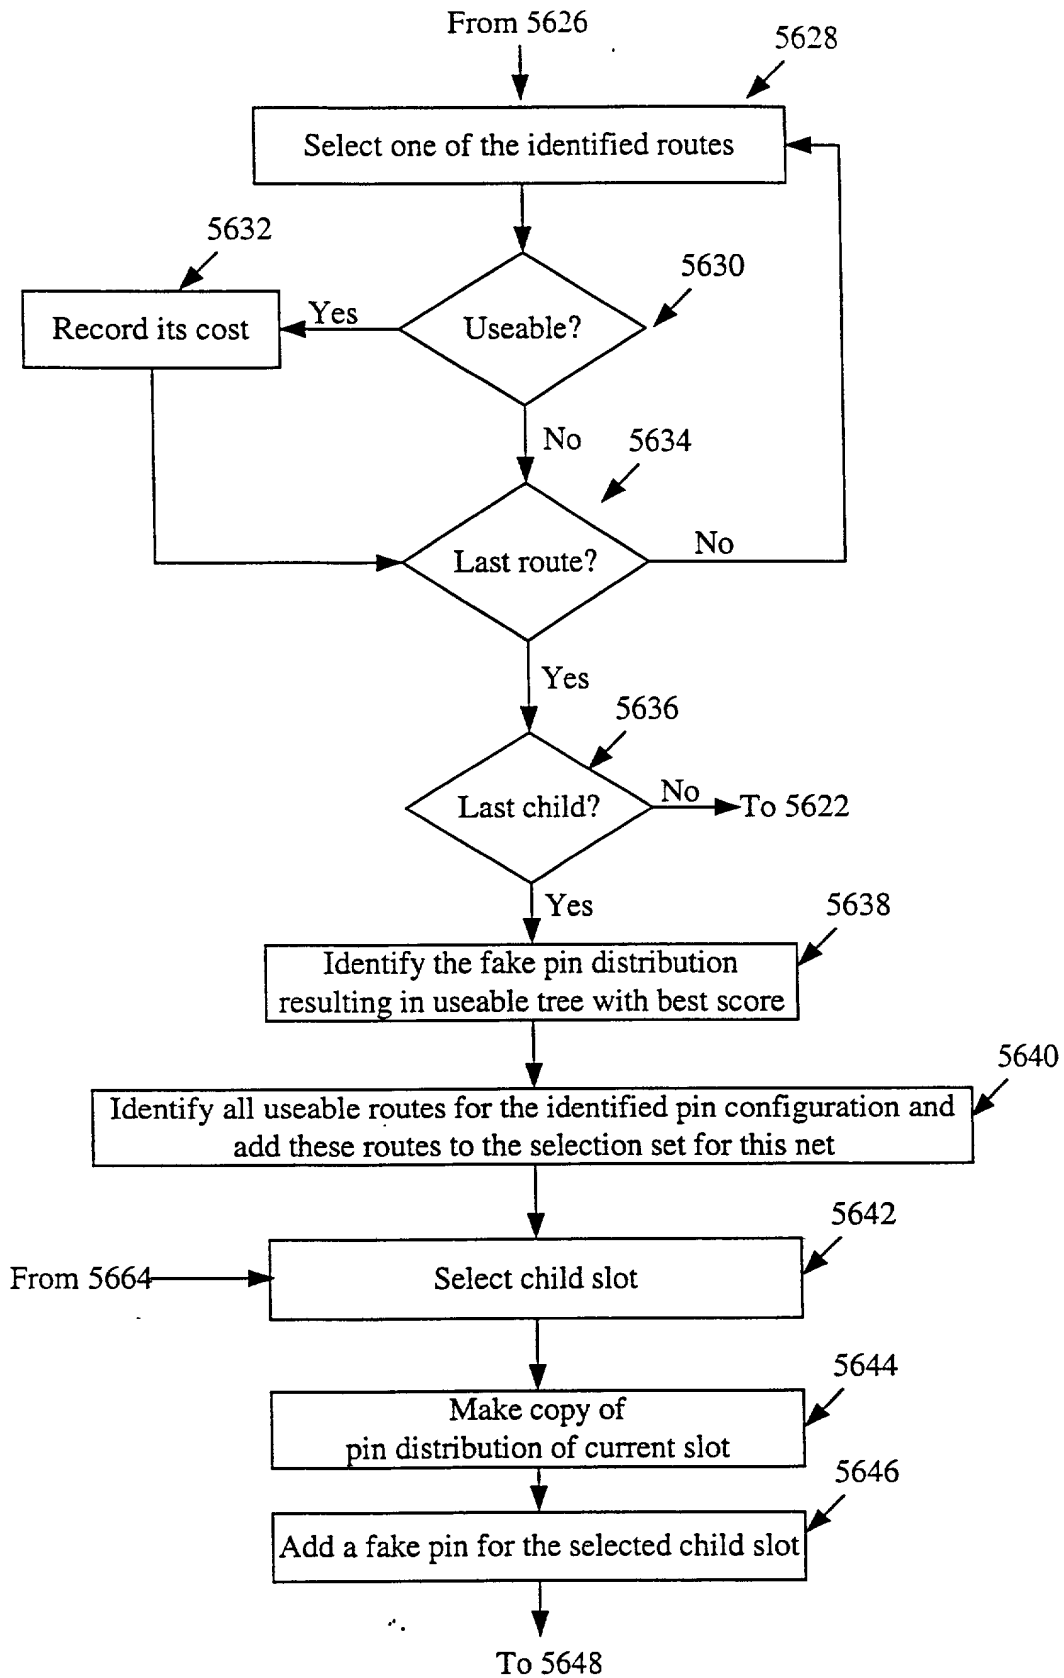 From 5626
5628
Select one of the identified routes
5632
5630
Record its cost
Yes
Useable?
No
5634
Last route?
No
Yes
5636
Last child?
No
To 5622
Yes
5638
Identify the fake pin distribution
resulting in useable tree with best score
5640
Identify all useable routes for the identified pin configuration and
add these routes to the selection set for this net
5642
From 5664
Select child slot
5644
Make copy of
pin distribution of current slot
5646
Add a fake pin for the selected child slot
To 5648